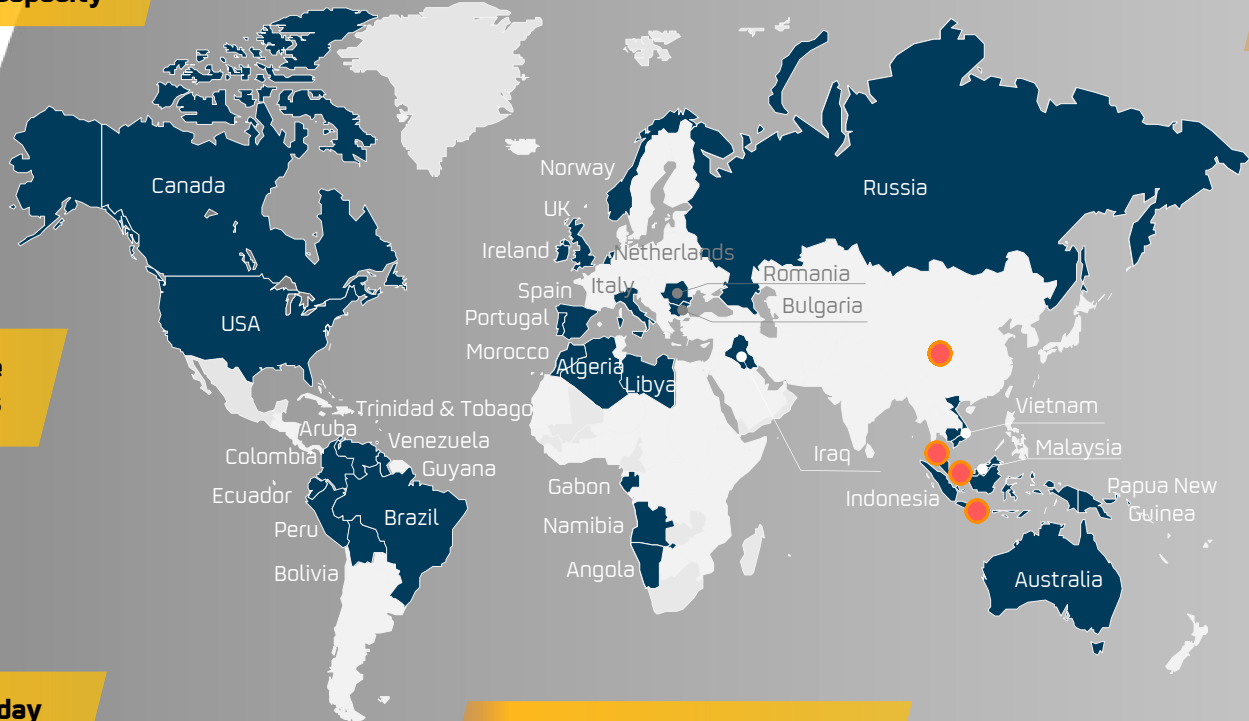 Canada
Norway
Russia
UK
Ireland
Netherlands
Romania
Italy
Spain
Bulgaria
Portugal
USA
Morocco
Algeria
Libya
Trinidad & Tobago
Vietnam
Aruba
Venezuela
Malaysia
Colombia
Iraq
Guyana
Ecuador
Gabon
Indonesia
Papua New
Guinea
Brazil
Peru
Namibia
Angola
Bolivia
Australia
day